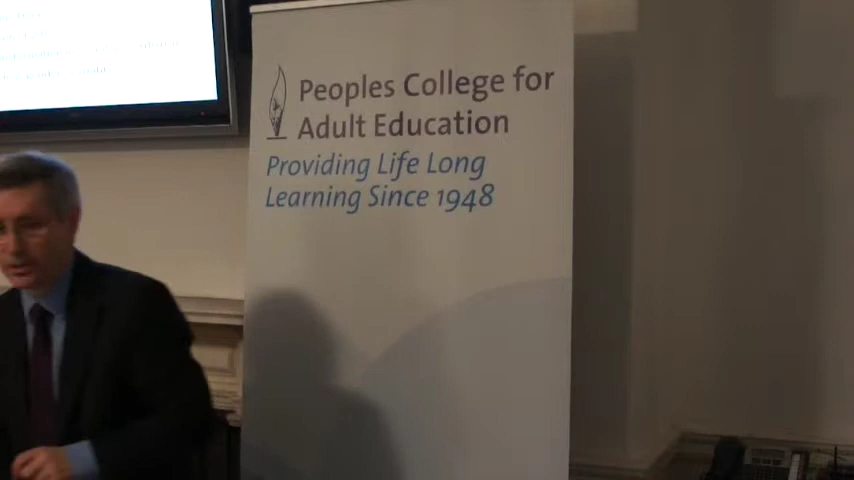 Peoples College for
Adult Education
Providing Life Long
Learning Since 1948